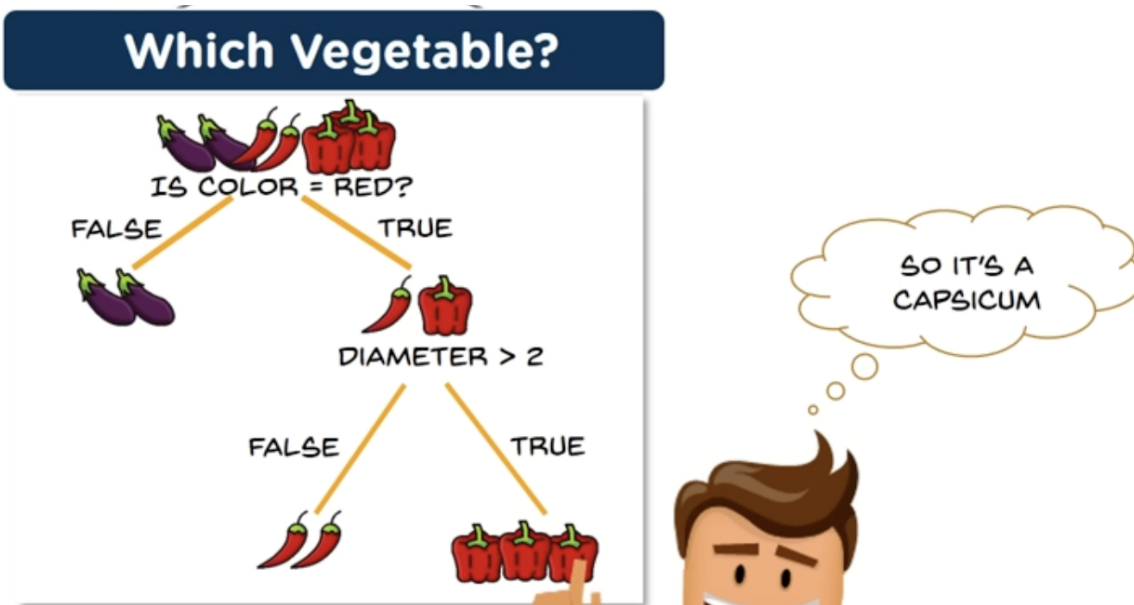 Which Vegetable?
IS COLOR = RED?
FALSE
TRUE
DIAMETER > 2
FALSE
TRUE
SO IT'S A
CAPSICUM